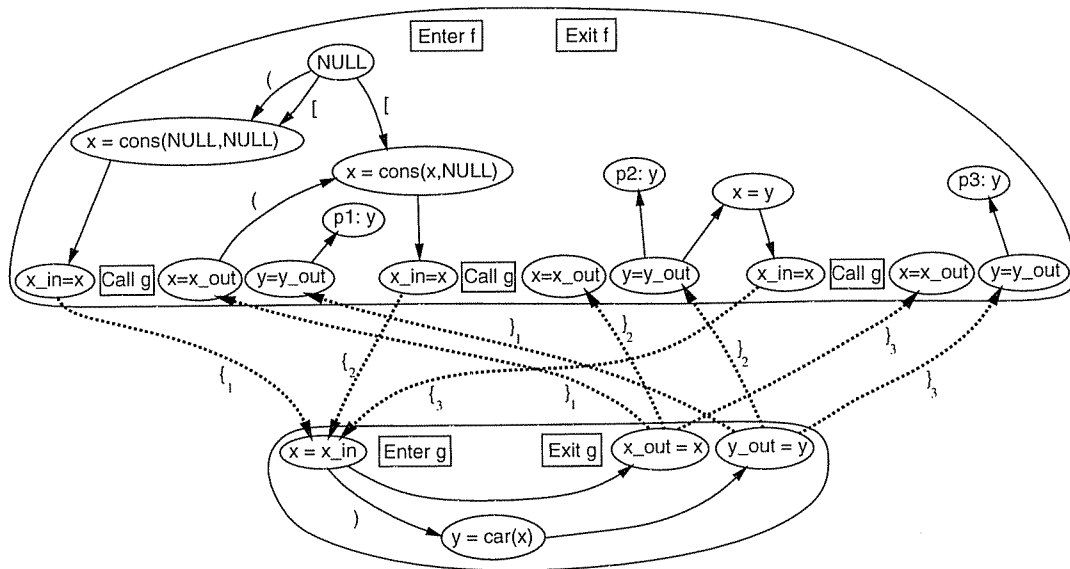 Enter f
Exit f
NULL
(
[
[
x = cons(NULL,NULL)
x = cons(x,NULL)
(
p1: y
p2: y
x = y
p3: y
x_in=x
Call g
x=x_out
y=y_out
x_in=x
Call g
x=x_out
y=y_out
x_in=x
Call g
x=x_out
y=y_out
{1
{2
{3
}1
}1
}2
}2
}3
}3
x = x_in
Enter g
Exit g
x_out = x
y_out = y
)
y = car(x)